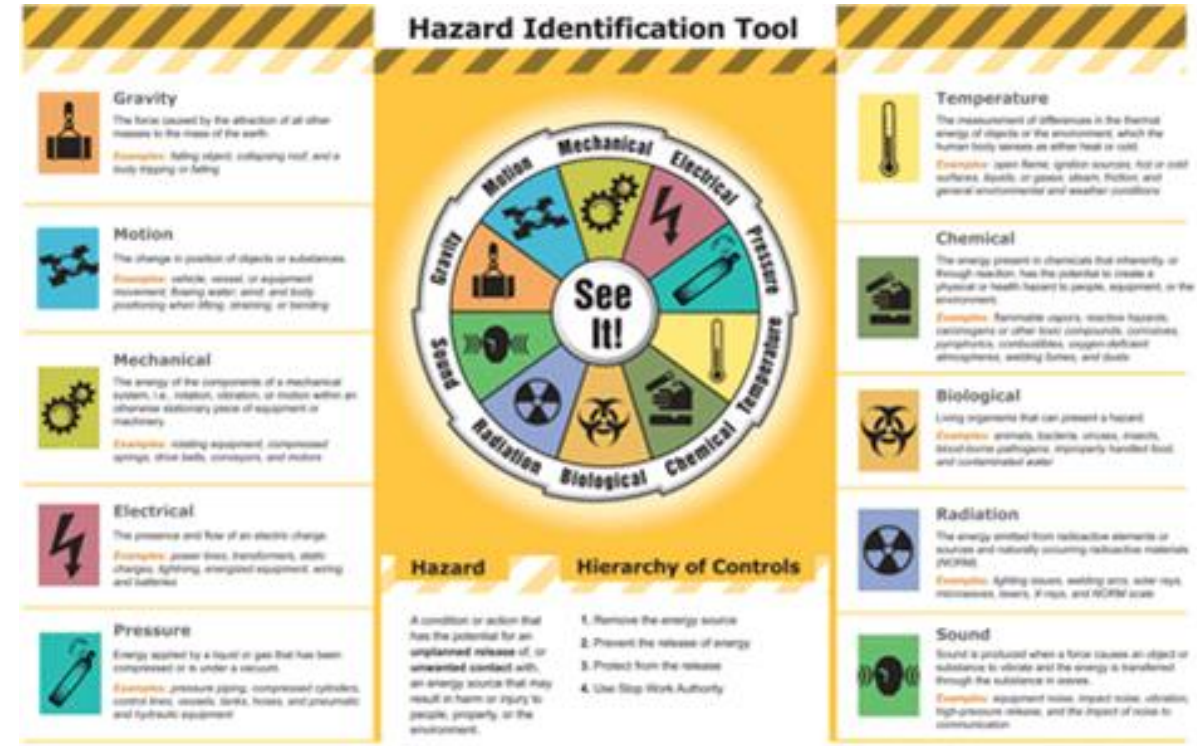 Hazard Identification Tool
Gravity
The force caused by the attraction of all other
masses to the mass of the earth.
Examples: falling object, collapsing roof, and a
body tripping or falling
Motion
The change in position of objects or substances.
Examples: vehicle, vessel, or equipment
movement; flowing water; wind; and body
positioning when lifting, straining, or bending
Mechanical
The energy of the components of a mechanical
system, i.e., rotation, vibration, or motion within an
otherwise stationary piece of equipment or
machinery.
Examples: rotating equipment, compressed
springs, drive belts, conveyors, and motors
Electrical
The presence and flow of an electric charge.
Examples: power lines, transformers, static
charges, lightning, energized equipment, wiring
and batteries
Pressure
Energy applied by a liquid or gas that has been
compressed or is under a vacuum.
Examples: pressure piping, compressed cylinders,
control lines, vessels, tanks, hoses, and pneumatic
and hydraulic equipment
Mechanical
Electrical
Pressure
Temperature
Chemical
Biological
Radiation
Sound
Gravity
Motion
See
It!
Hazard
A condition or action that
has the potential for an
unplanned release of, or
unwanted contact with,
an energy source that may
result in harm or injury to
people, property, or the
environment.
Hierarchy of Controls
1. Remove the energy source
2. Prevent the release of energy
3. Protect from the release
4. Use Stop Work Authority
Temperature
The measurement of differences in the thermal
energy of objects or the environment, which the
human body senses as either heat or cold.
Examples: open flame, ignition sources, hot or cold
surfaces, liquids, or gases; steam, friction, and
general environmental and weather conditions
Chemical
The energy present in chemicals that inherently, or
through reaction, has the potential to create a
physical or health hazard to people, equipment, or the
environment.
Examples: flammable vapors, reactive hazards,
carcinogens or other toxic compounds, corrosives,
pyrophorics, combustibles, oxygen-deficient
atmospheres, welding fumes, and dusts
Biological
Living organisms that can present a hazard.
Examples: animals, bacteria, viruses, insects,
blood-borne pathogens, improperly handled food,
and contaminated water
Radiation
The energy emitted from radioactive elements or
sources and naturally occurring radioactive materials
(NORM).
Examples: lighting issues, welding arcs, solar rays,
microwaves, lasers, X-rays, and NORM scale
Sound
Sound is produced when a force causes an object or
substance to vibrate and the energy is transferred
through the substance in waves.
Examples: equipment noise, impact noise, vibration,
high-pressure release, and the impact of noise to
communication